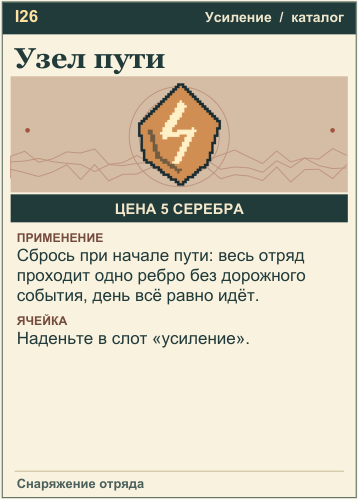 I26
Усиление / каталог
Узел пути
ЦЕНА 5 СЕРЕБРА
ПРИМЕНЕНИЕ
Сбрось при начале пути: весь отряд
проходит одно ребро без дорожного
события, день всё равно идёт.
ЯЧЕЙКА
Наденьте в слот «усиление».
Снаряжение отряда